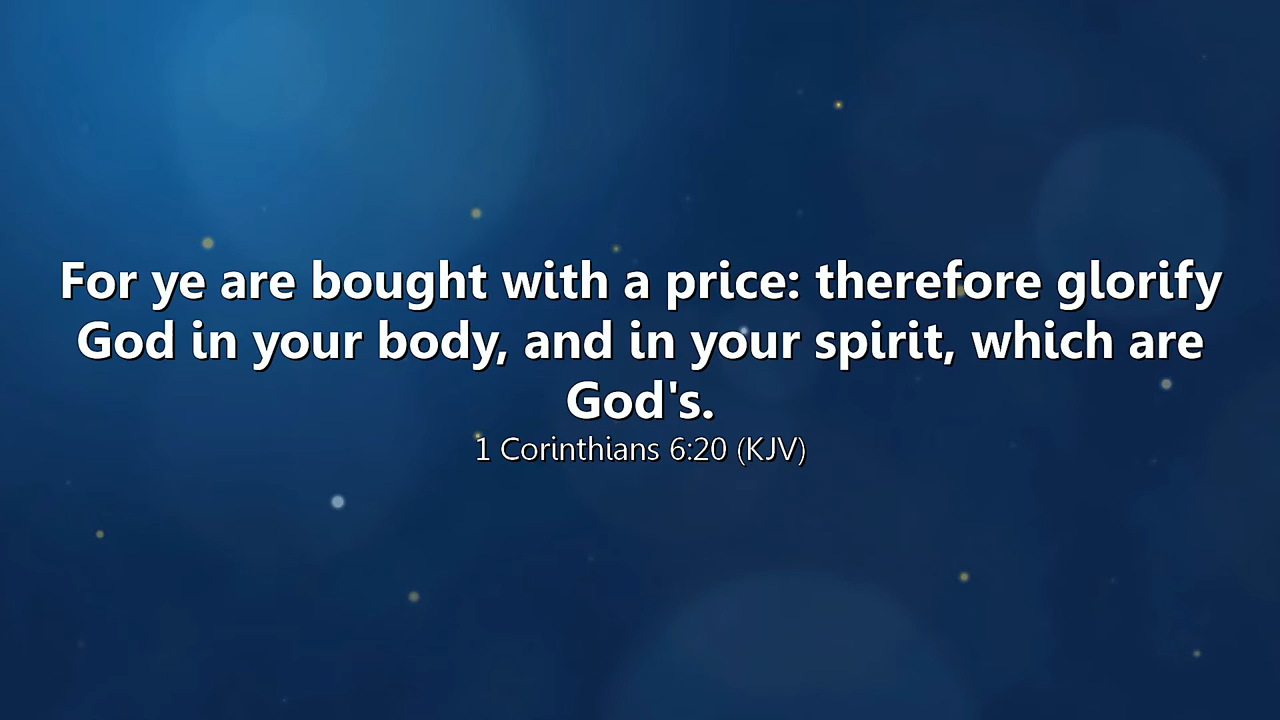 For ye are bought with a price: therefore glorify
God in your body, and in your spirit, which are
God's.
1 Corinthians 6:20 (KJV)